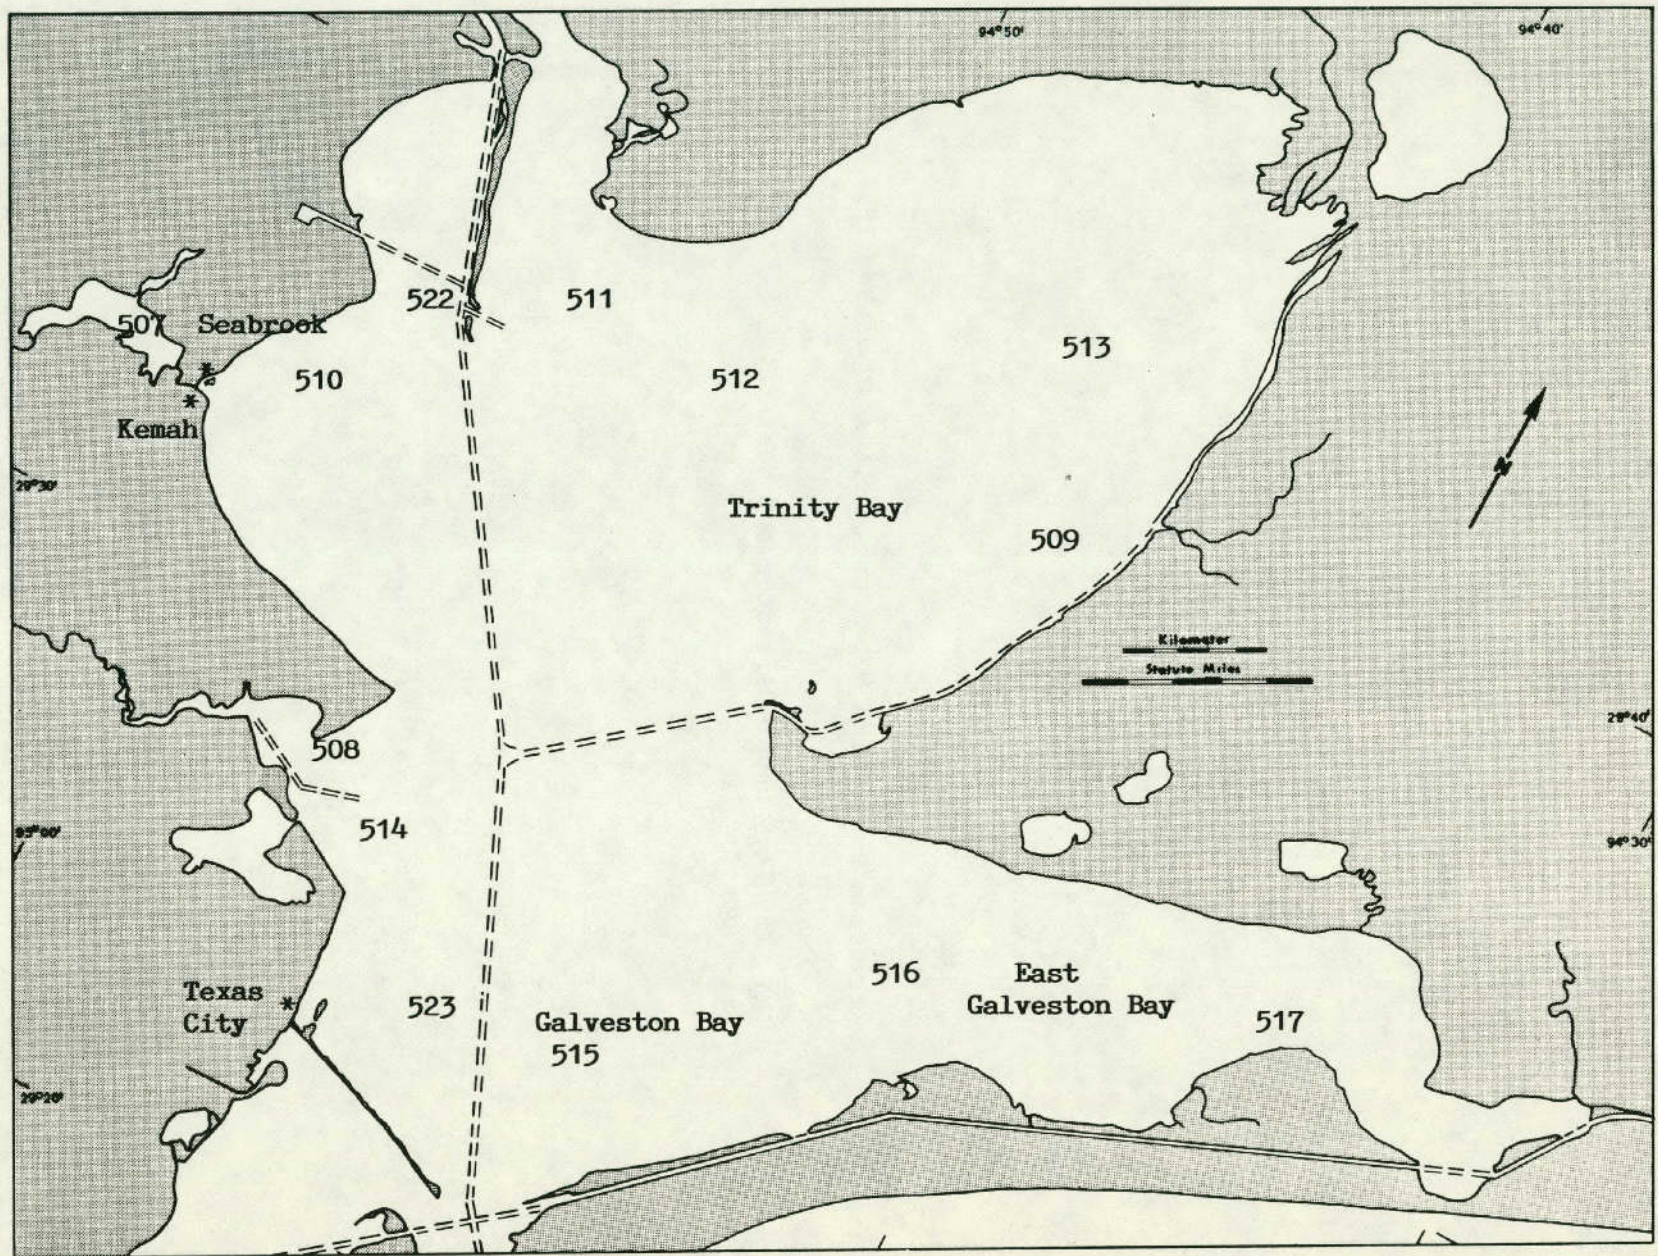 94°50'
94°40'
522
511
507
Seabrook
513
510
512
Kemah
29°30'
Trinity Bay
509
N
Kilometer
Statute Miles
29°40'
508
514
95°00'
94°30'
516
East
Galveston Bay
Texas
City
523
Galveston Bay
515
517
29°20'